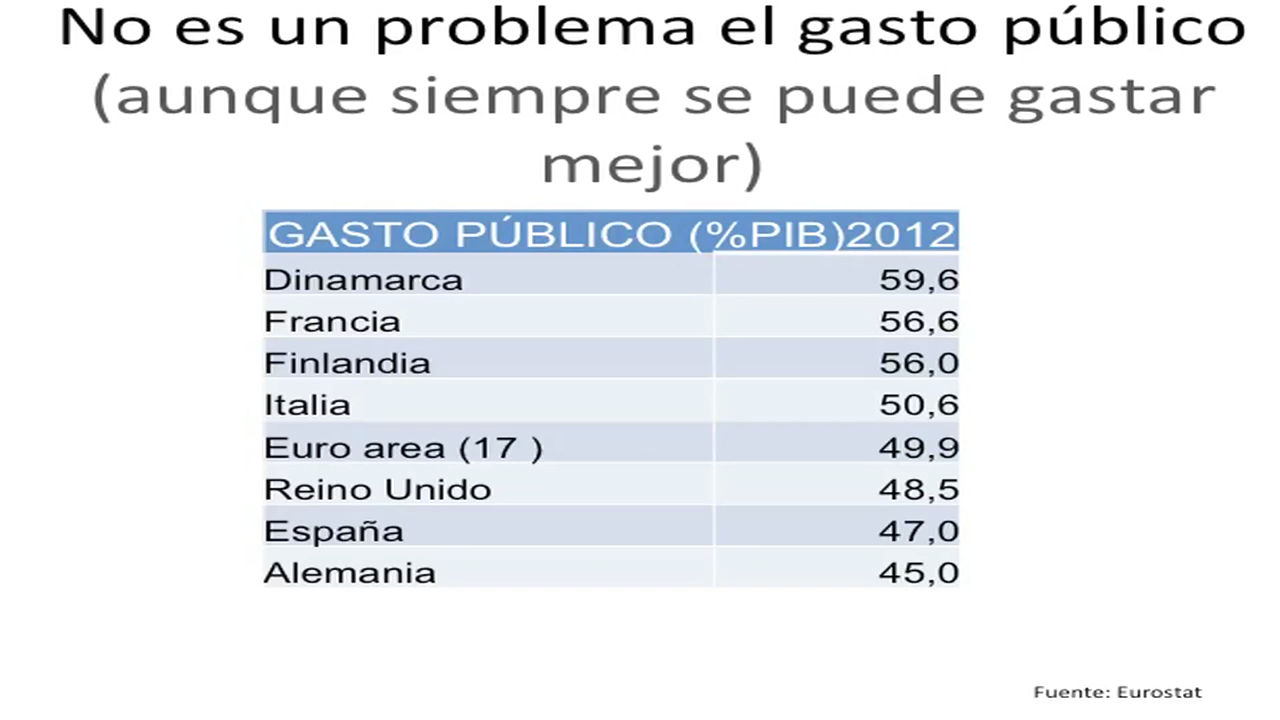 No es un problema el gasto público
(aunque siempre se puede gastar
mejor)
GASTO PÚBLICO (%PIB)2012
Dinamarca 59,6
Francia 56,6
Finlandia 56,0
Italia 50,6
Euro area (17 ) 49,9
Reino Unido 48,5
España 47,0
Alemania 45,0
Fuente: Eurostat